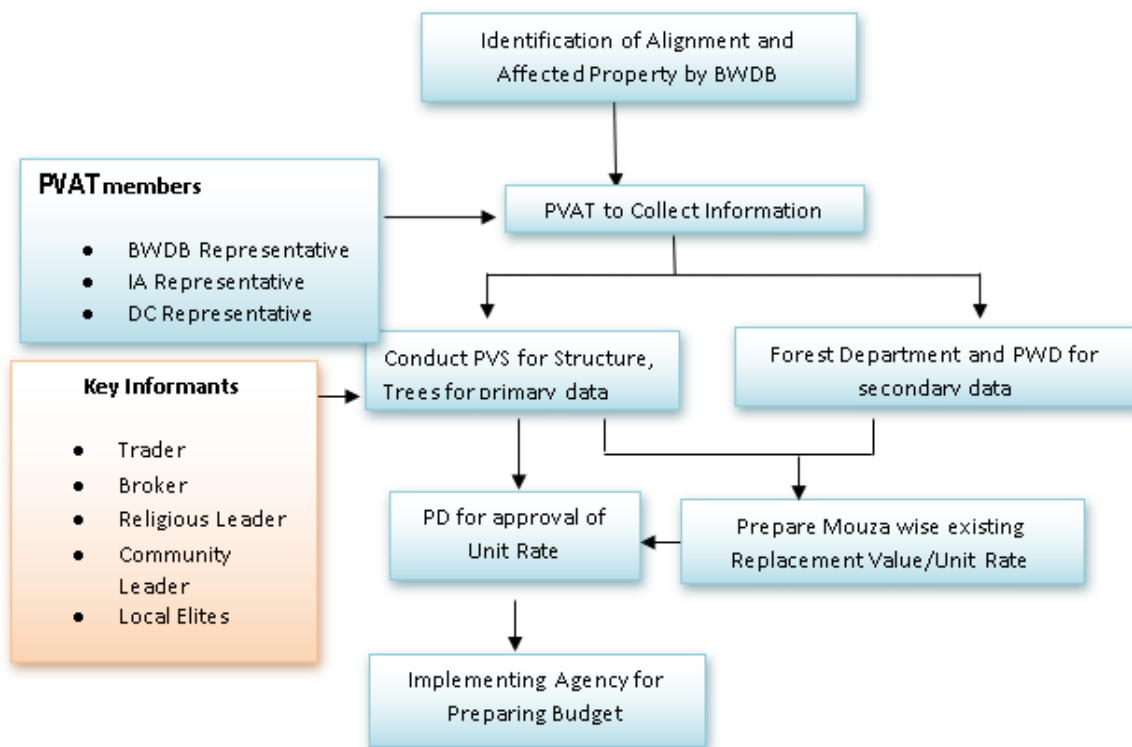 Identification of Alignment and
Affected Property by BWDB
PVAT members
● BWDB Representative
● IA Representative
● DC Representative
PVAT to Collect Information
Key Informants
● Trader
● Broker
● Religious Leader
● Community
Leader
● Local Elites
Conduct PVS for Structure,
Trees for primary data
Forest Department and PWD for
secondary data
PD for approval of
Unit Rate
Prepare Mouza wise existing
Replacement Value/Unit Rate
Implementing Agency for
Preparing Budget